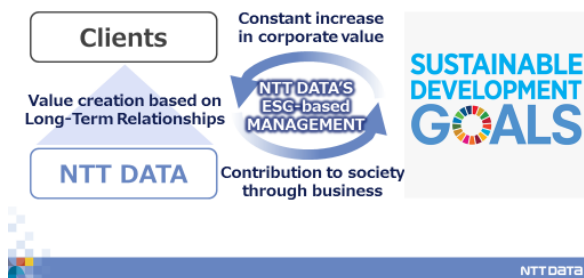 Clients
Value creation based on
Long-Term Relationships
NTT DATA
Constant increase
in corporate value
NTT DATA'S
ESG-based
MANAGEMENT
Contribution to society
through business
SUSTAINABLE
DEVELOPMENT
GOALS
NTT DATA